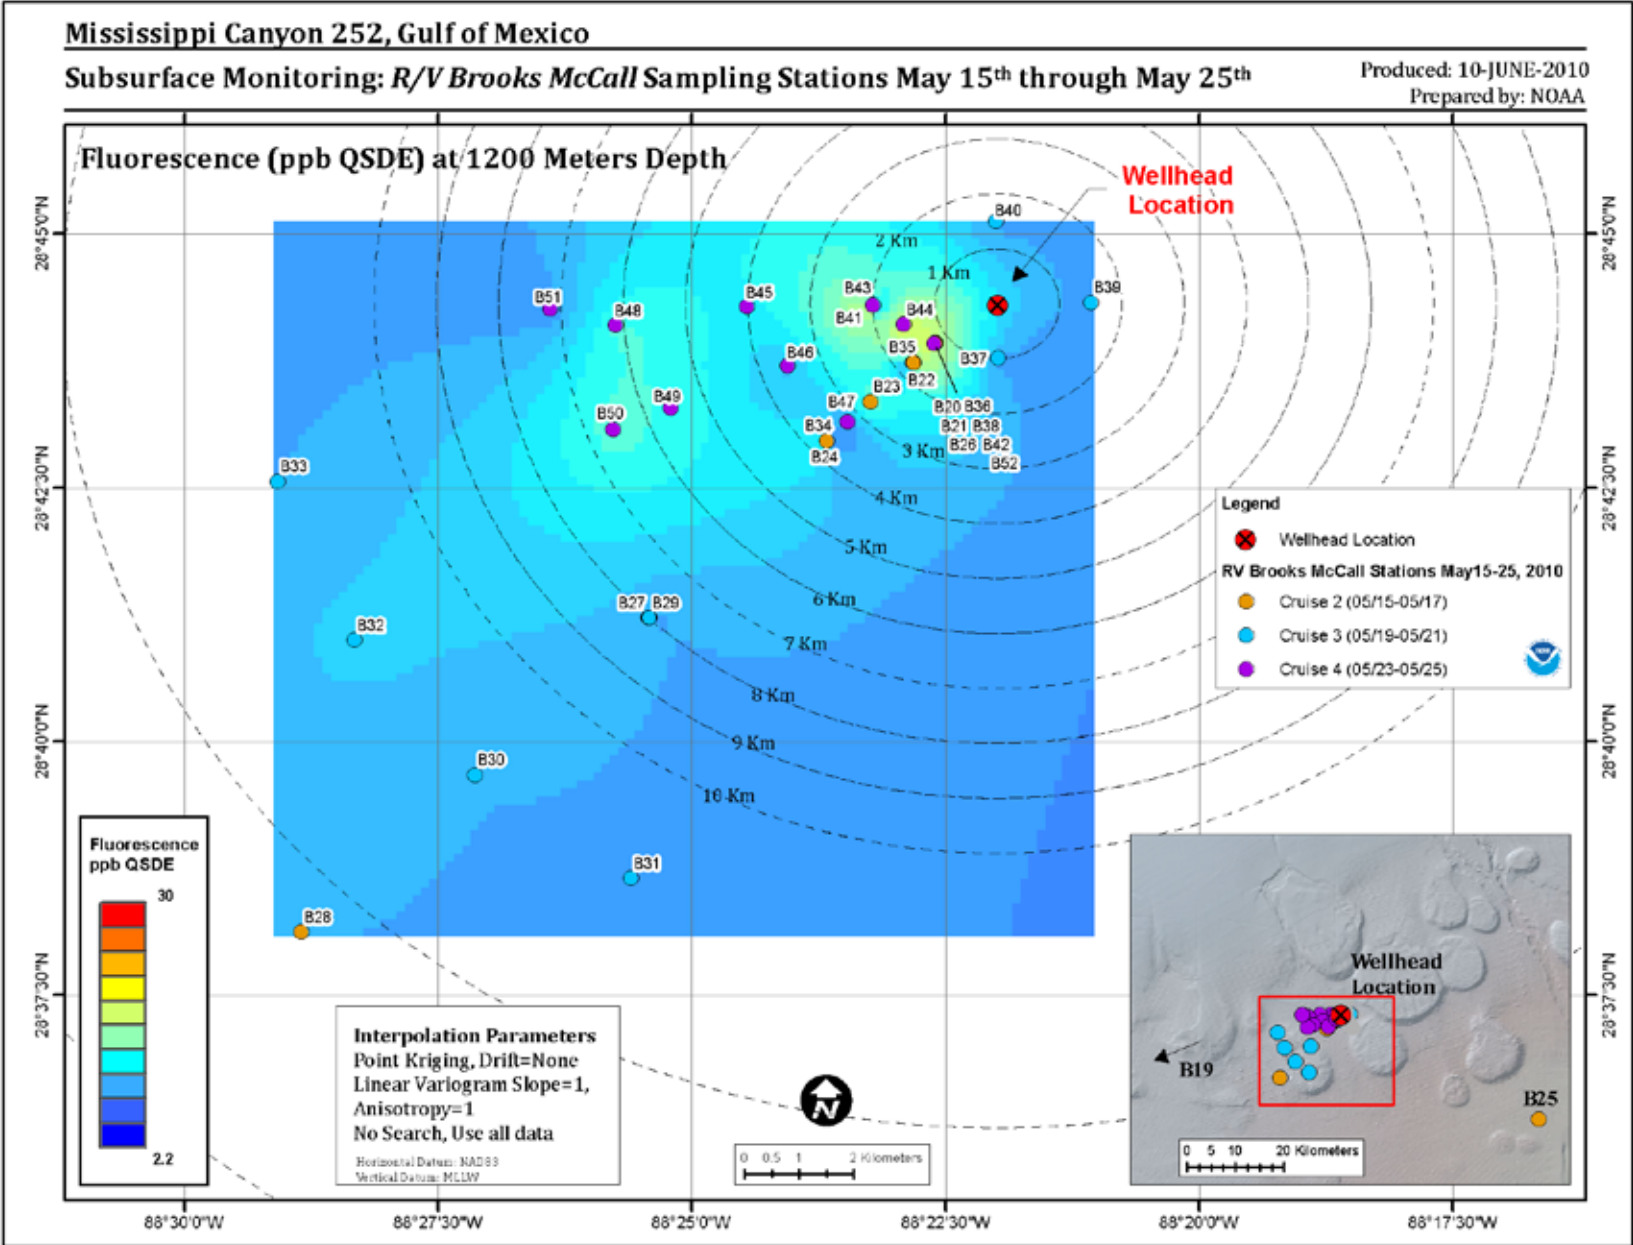 Mississippi Canyon 252, Gulf of Mexico
Subsurface Monitoring: R/V Brooks McCall Sampling Stations May 15th through May 25th
Produced: 10-JUNE-2010
Prepared by: NOAA
Fluorescence (ppb QSDE) at 1200 Meters Depth
Wellhead
Location
B40
2 Km
1 Km
B39
B51
B48
B45
B43
B44
B41
B35
B37
B46
B22
B23
B49
B50
B47
B34
B24
B20 B36
B21 B38
B26 B42
B52
3 Km
B33
4 Km
5 Km
B27 B29
6 Km
B32
7 Km
8 Km
9 Km
B30
10 Km
B31
B28
28°45'0"N
28°42'30"N
28°40'0"N
28°37'30"N
28°45'0"N
28°42'30"N
28°40'0"N
28°37'30"N
Legend
Wellhead Location
RV Brooks McCall Stations May15-25, 2010
Cruise 2 (05/15-05/17)
Cruise 3 (05/19-05/21)
Cruise 4 (05/23-05/25)
Fluorescence
ppb QSDE
30
2.2
Interpolation Parameters
Point Kriging, Drift=None
Linear Variogram Slope=1,
Anisotropy=1
No Search, Use all data
Horizontal Datum: NAD83
Vertical Datum: MLLW
N
0 0.5 1 2 Kilometers
Wellhead
Location
B19
B25
0 5 10 20 Kilometers
88°30'0"W
88°27'30"W
88°25'0"W
88°22'30"W
88°20'0"W
88°17'30"W